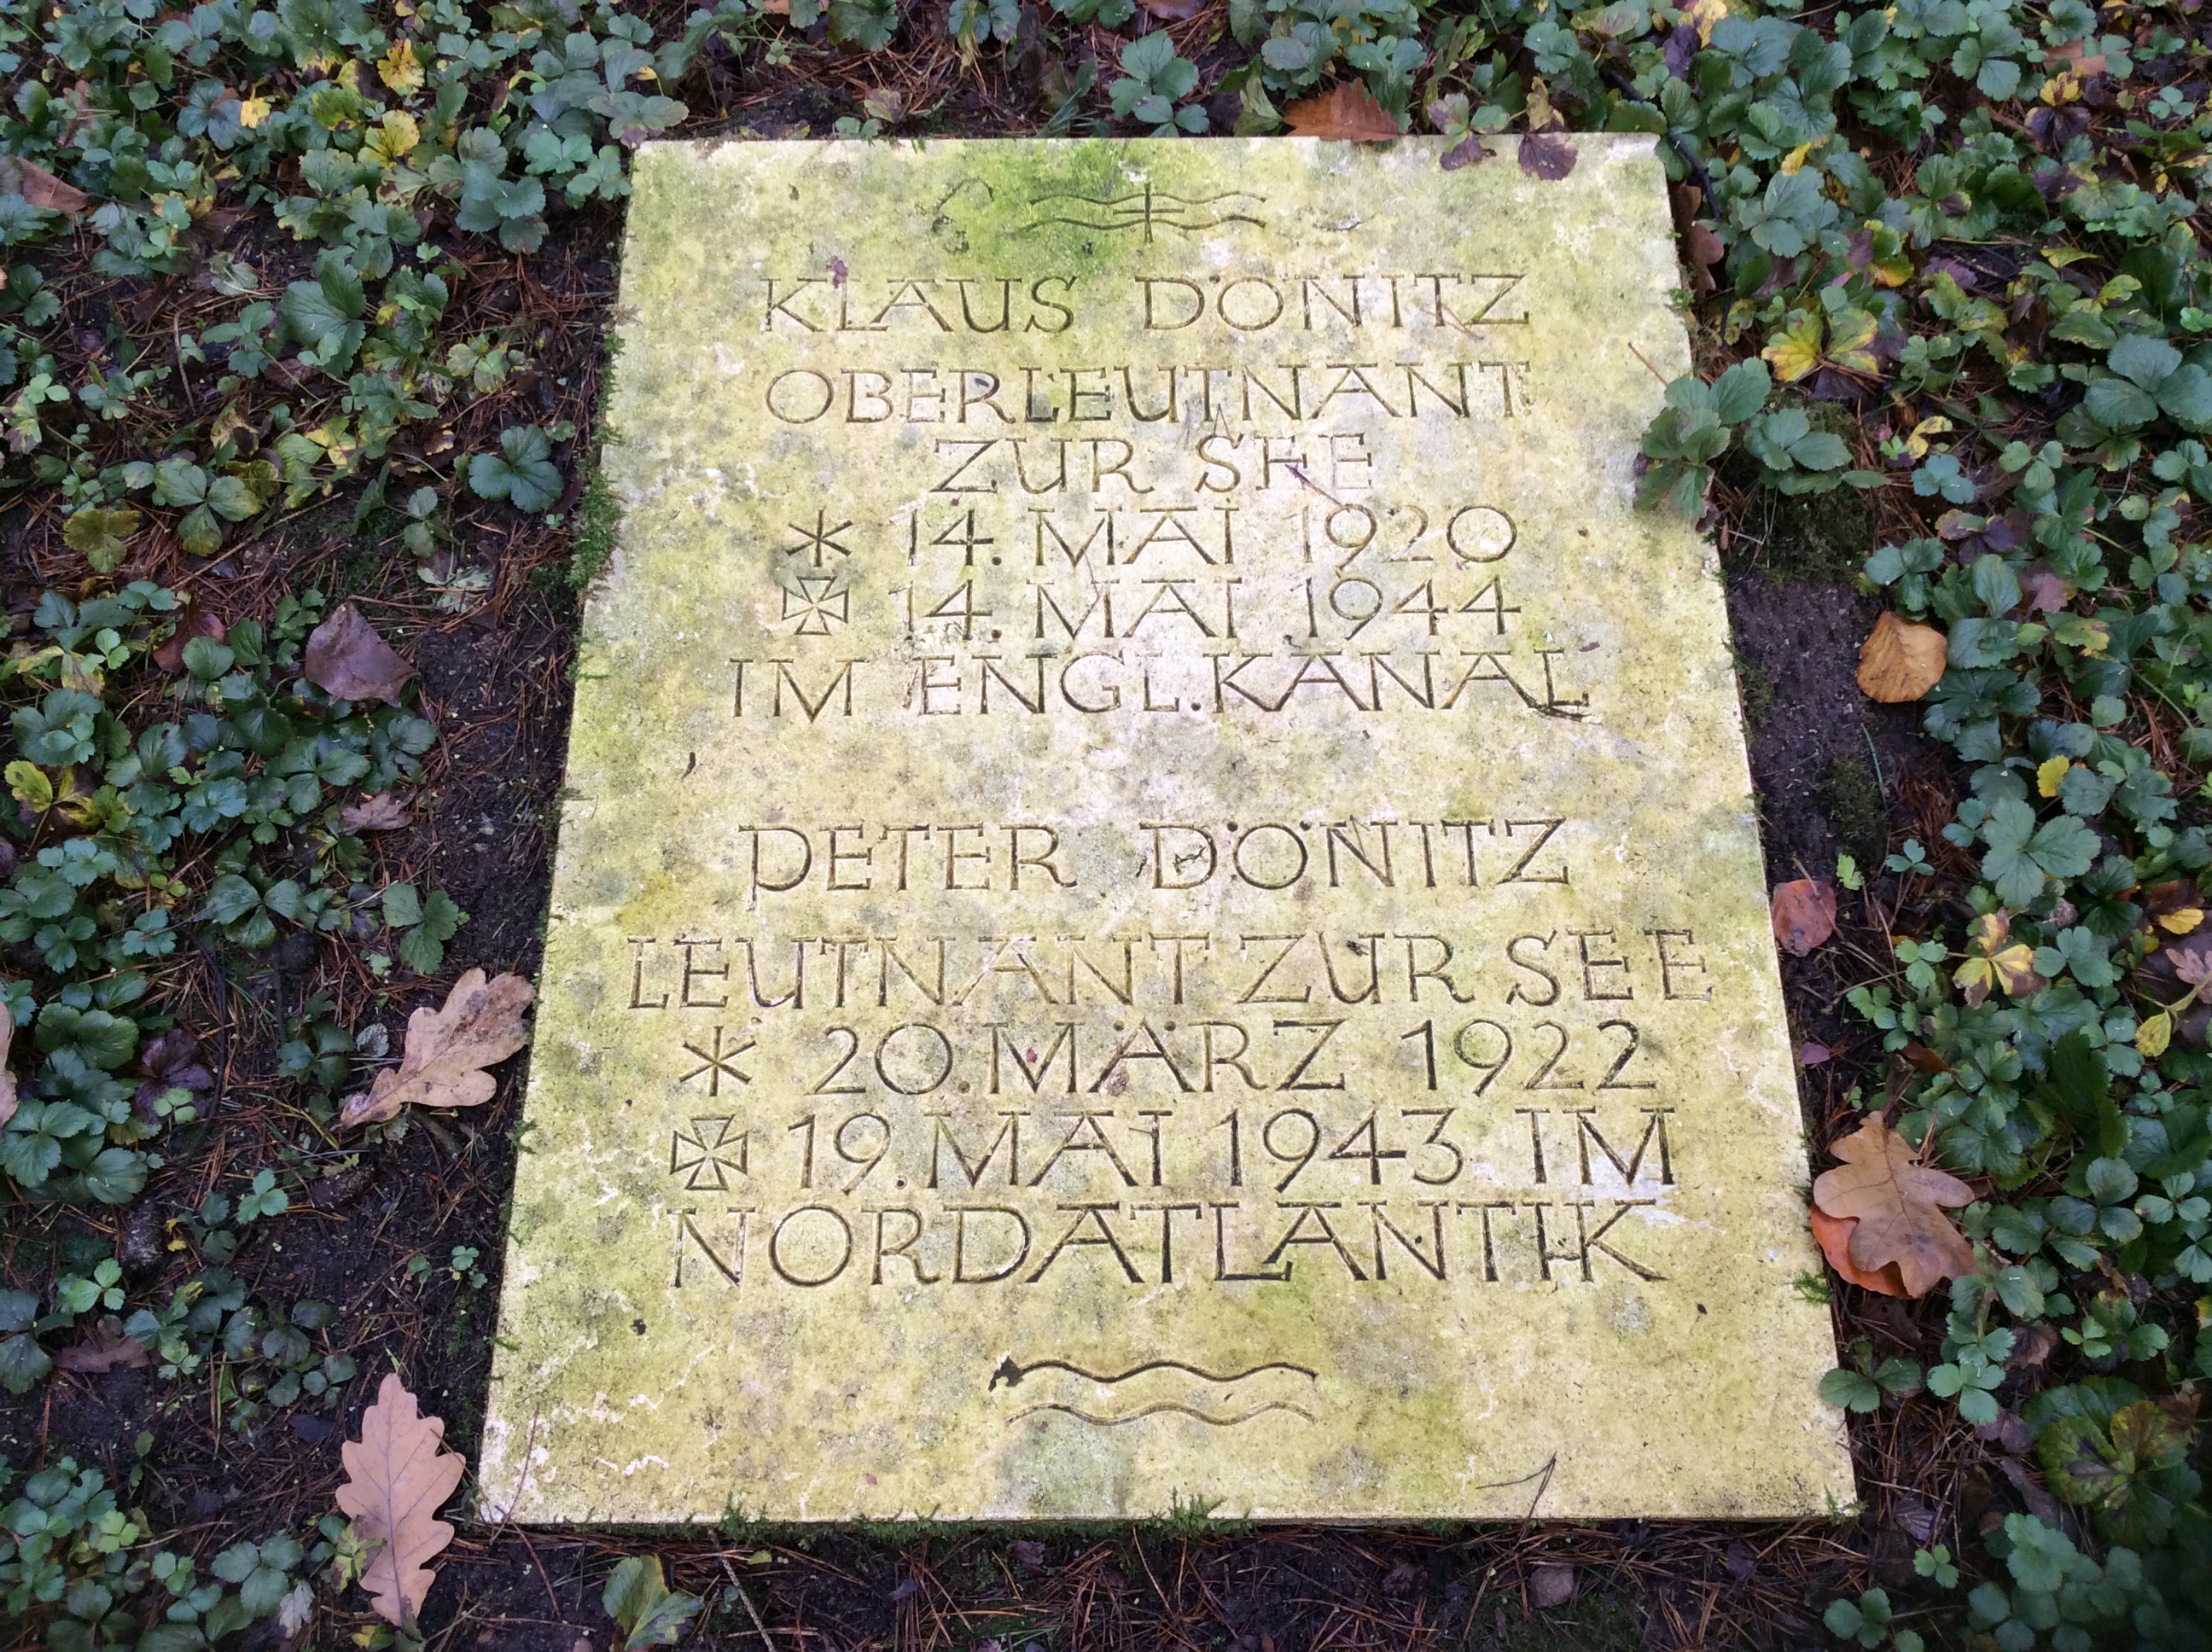 KLAUS DÖNITZ
OBERLEUTNANT
ZUR SEE
* 14. MAI 1920
✠ 14. MAI 1944
IM ENGL. KANAL
PETER DÖNITZ
LEUTNANT ZUR SEE
* 20. MÄRZ 1922
✠ 19. MAI 1943 IM
NORDATLANTIK